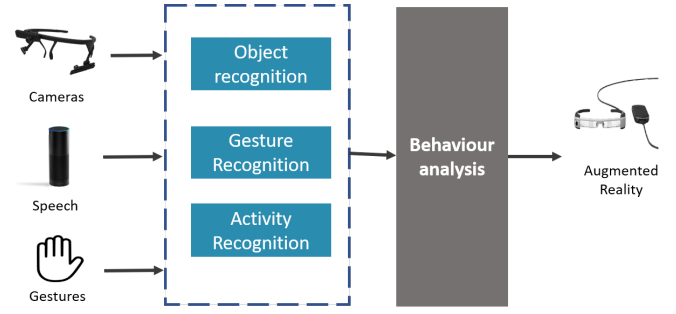 Cameras
Speech
Gestures
Object
recognition
Gesture
Recognition
Activity
Recognition
Behaviour
analysis
Augmented
Reality